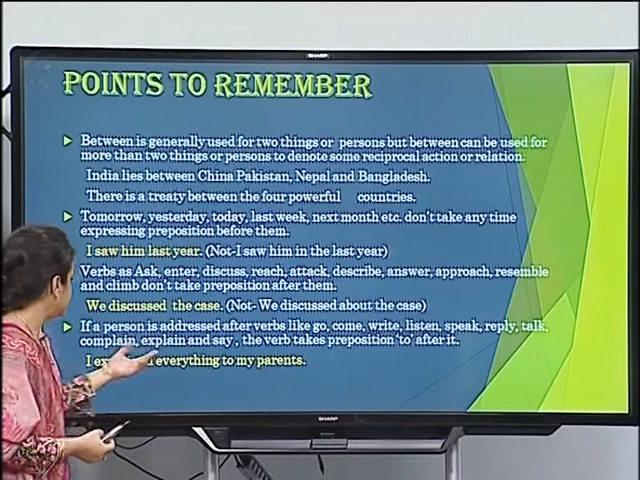 SHARP
POINTS TO REMEMBER
Between is generally used for two things or persons but between can be used for
more than two things or persons to denote some reciprocal action or relation.
India lies between China Pakistan, Nepal and Bangladesh.
There is a treaty between the four powerful countries.
Tomorrow, yesterday, today, last week, next month etc. don't take any time
expressing preposition before them.
I saw him last year. (Not-I saw him in the last year)
Verbs as Ask, enter, discuss, reach, attack, describe, answer, approach, resemble
and climb don't take preposition after them.
We discussed the case. (Not- We discussed about the case)
If a person is addressed after verbs like go, come, write, listen, speak, reply, talk,
complain, explain and say , the verb takes preposition 'to' after it.
I everything to my parents.
SHARP